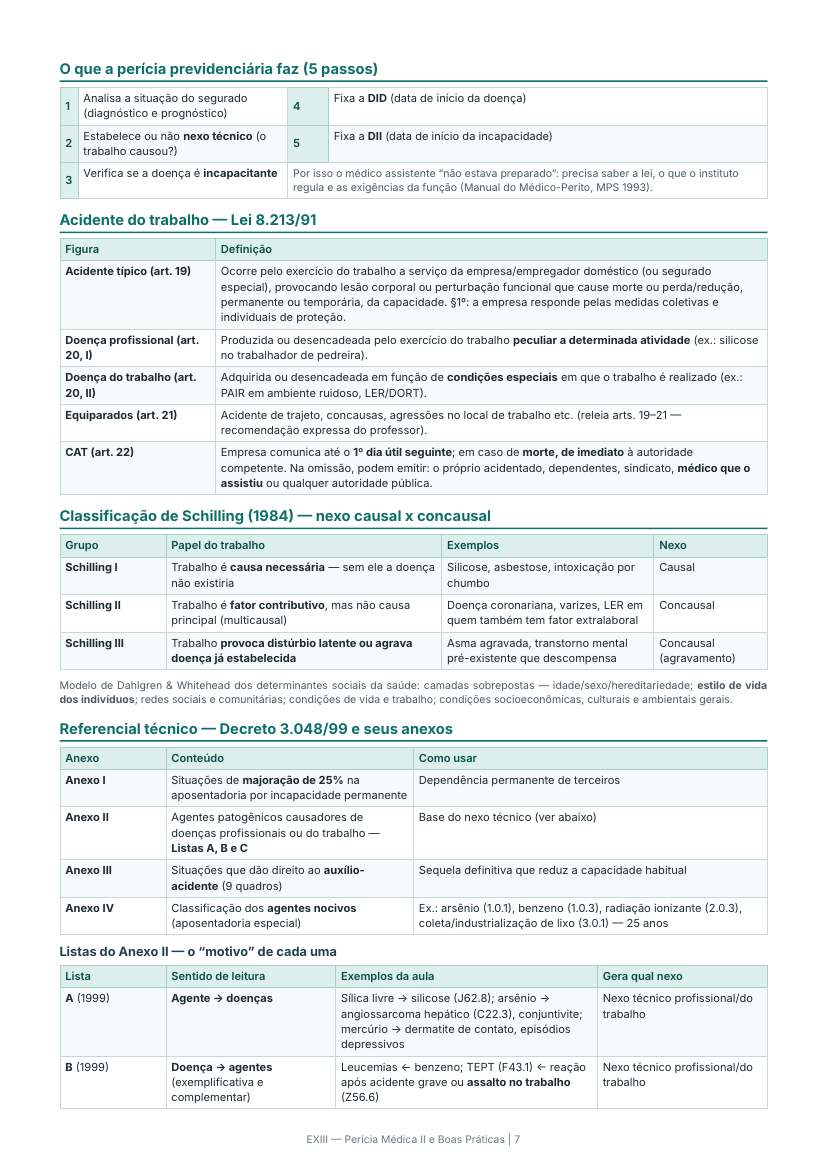 O que a perícia previdenciária faz (5 passos)
1 Analisa a situação do segurado
(diagnóstico e prognóstico)
4 Fixa a DID (data de início da doença)
2 Estabelece ou não nexo técnico (o
trabalho causou?)
5 Fixa a DII (data de início da incapacidade)
3 Verifica se a doença é incapacitante
Por isso o médico assistente “não estava preparado”: precisa saber a lei, o que o instituto
regula e as exigências da função (Manual do Médico-Perito, MPS 1993).
Acidente do trabalho — Lei 8.213/91
Figura Definição
Acidente típico (art. 19)
Ocorre pelo exercício do trabalho a serviço da empresa/empregador doméstico (ou segurado
especial), provocando lesão corporal ou perturbação funcional que cause morte ou perda/redução,
permanente ou temporária, da capacidade. §1º: a empresa responde pelas medidas coletivas e
individuais de proteção.
Doença profissional (art.
20, I)
Produzida ou desencadeada pelo exercício do trabalho peculiar a determinada atividade (ex.: silicose
no trabalhador de pedreira).
Doença do trabalho (art.
20, II)
Adquirida ou desencadeada em função de condições especiais em que o trabalho é realizado (ex.:
PAIR em ambiente ruidoso, LER/DORT).
Equiparados (art. 21)
Acidente de trajeto, concausas, agressões no local de trabalho etc. (releia arts. 19–21 —
recomendação expressa do professor).
CAT (art. 22)
Empresa comunica até o 1º dia útil seguinte; em caso de morte, de imediato à autoridade
competente. Na omissão, podem emitir: o próprio acidentado, dependentes, sindicato, médico que o
assistiu ou qualquer autoridade pública.
Classificação de Schilling (1984) — nexo causal x concausal
Grupo Papel do trabalho Exemplos Nexo
Schilling I
Trabalho é causa necessária — sem ele a doença
não existiria
Silicose, asbestose, intoxicação por
chumbo
Causal
Schilling II
Trabalho é fator contributivo, mas não causa
principal (multicausal)
Doença coronariana, varizes, LER em
quem também tem fator extralaboral
Concausal
Schilling III
Trabalho provoca distúrbio latente ou agrava
doença já estabelecida
Asma agravada, transtorno mental
pré-existente que descompensa
Concausal
(agravamento)
Modelo de Dahlgren & Whitehead dos determinantes sociais da saúde: camadas sobrepostas — idade/sexo/hereditariedade; estilo de vida
dos indivíduos; redes sociais e comunitárias; condições de vida e trabalho; condições socioeconômicas, culturais e ambientais gerais.
Referencial técnico — Decreto 3.048/99 e seus anexos
Anexo Conteúdo Como usar
Anexo I
Situações de majoração de 25% na
aposentadoria por incapacidade permanente
Dependência permanente de terceiros
Anexo II
Agentes patogênicos causadores de
doenças profissionais ou do trabalho —
Listas A, B e C
Base do nexo técnico (ver abaixo)
Anexo III
Situações que dão direito ao auxílio-
acidente (9 quadros)
Sequela definitiva que reduz a capacidade habitual
Anexo IV
Classificação dos agentes nocivos
(aposentadoria especial)
Ex.: arsênio (1.0.1), benzeno (1.0.3), radiação ionizante (2.0.3),
coleta/industrialização de lixo (3.0.1) — 25 anos
Listas do Anexo II — o “motivo” de cada uma
Lista Sentido de leitura Exemplos da aula Gera qual nexo
A (1999)
Agente → doenças
Sílica livre → silicose (J62.8); arsênio →
angiossarcoma hepático (C22.3), conjuntivite;
mercúrio → dermatite de contato, episódios
depressivos
Nexo técnico profissional/do
trabalho
B (1999)
Doença → agentes
(exemplificativa e
complementar)
Leucemias ← benzeno; TEPT (F43.1) ← reação
após acidente grave ou assalto no trabalho
(Z56.6)
Nexo técnico profissional/do
trabalho
EXIII — Perícia Médica II e Boas Práticas | 7